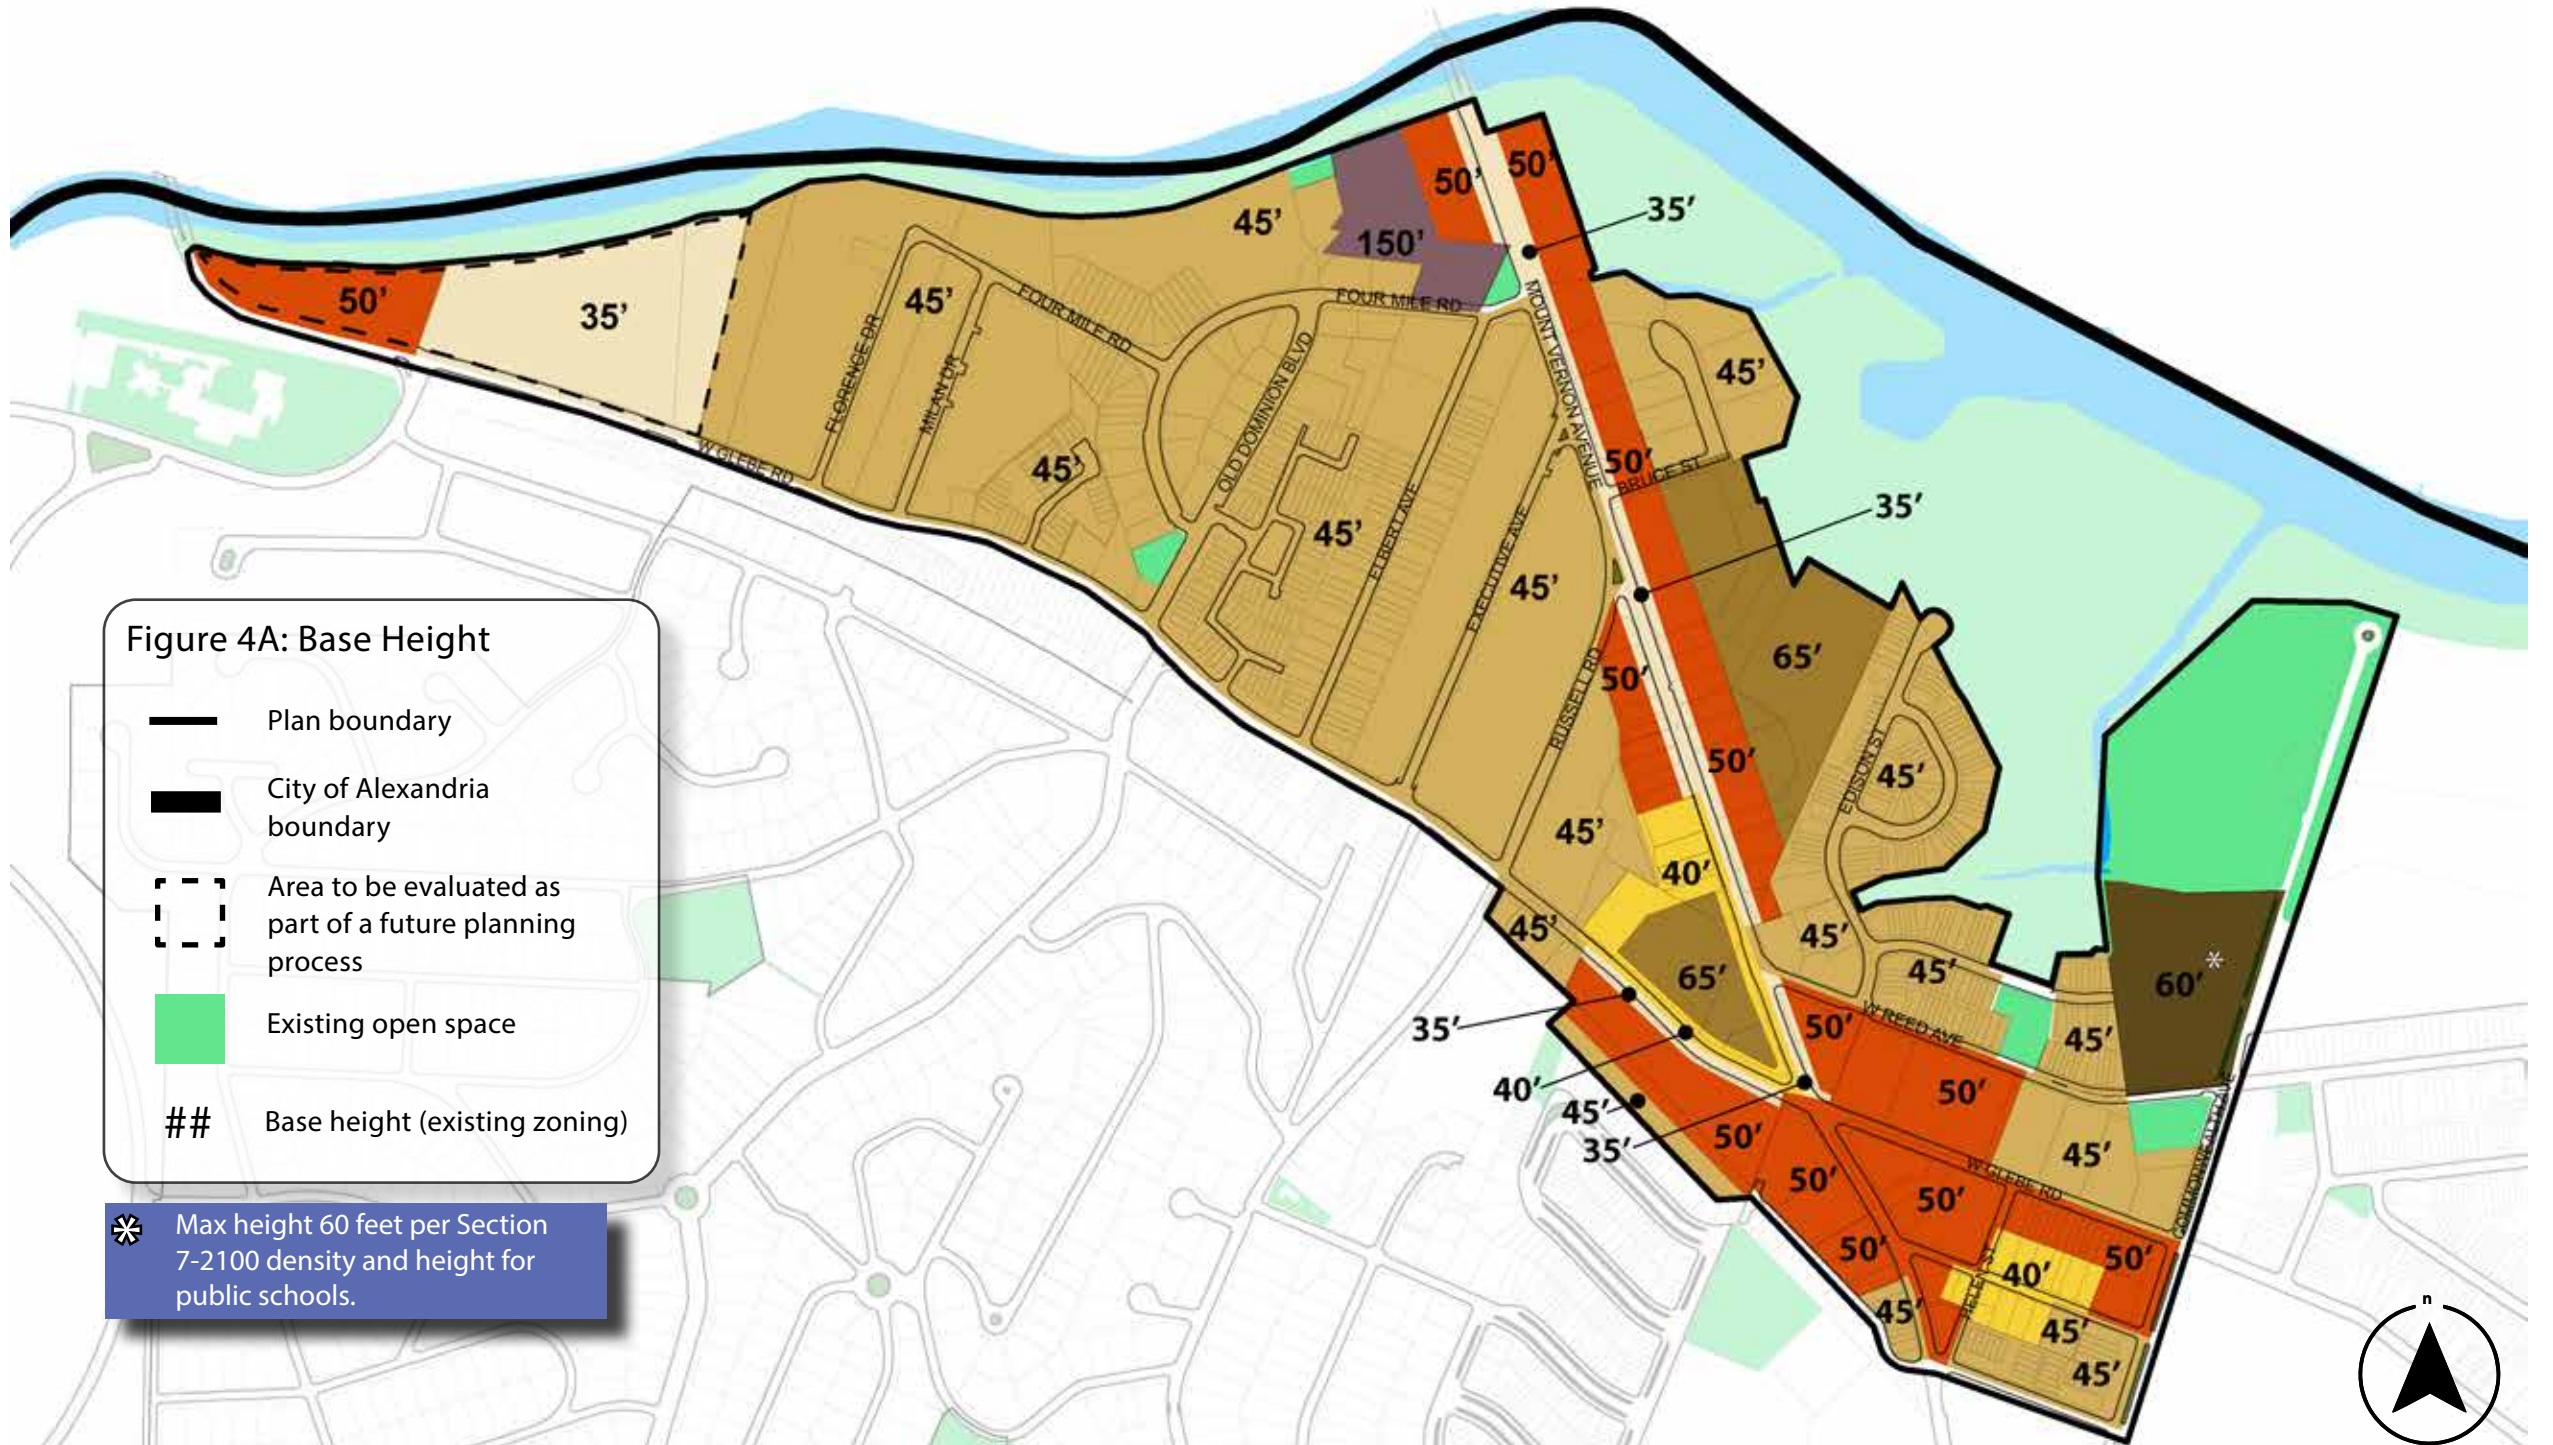 50'
50'
35'
45'
150'
50'
35'
45'
FOUR MILE RD
FOUR MILE RD
MOUNT VERNON AVENUE
45'
FLORENCE DR
MILAN DR
OLD DOMINION BLVD
W GLEBE RD
45'
50'
BRUCE ST
35'
45'
ELBERT AVE
EXECUTIVE AVE
45'
RUSSELL RD
50'
65'
50'
EDISON ST
45'
45'
40'
45'
45'
65'
45'
60'
*
35'
50'
W REED AVE
45'
40'
45'
35'
50'
50'
45'
50'
W GLEBE RD
50'
COMMONWEALTH AVE
50'
HELEN ST
40'
50'
45'
45'
45'
Figure 4A: Base Height
Plan boundary
City of Alexandria
boundary
Area to be evaluated as
part of a future planning
process
Existing open space
## Base height (existing zoning)
* Max height 60 feet per Section
7-2100 density and height for
public schools.
n